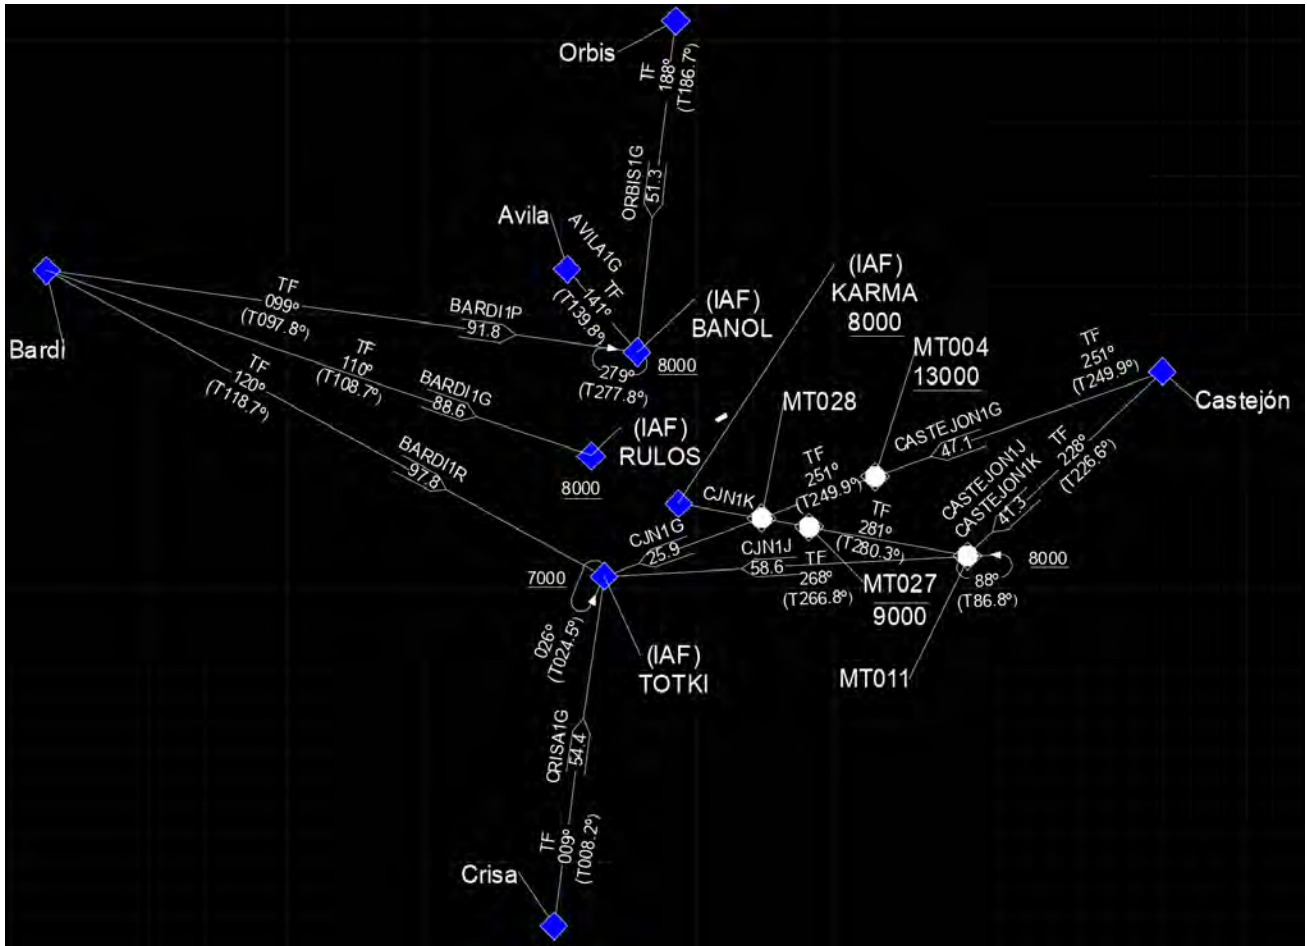 Orbis
TF
188º
(T186.7º)
ORBIS1G
51.3
Avila
AVILA1G
TF
141º
(T139.8º)
(IAF)
KARMA
8000
(IAF)
BANOL
8000
279º
(T277.8º)
Bardi
TF
099º
(T097.8º)
BARDI1P
91.8
TF
110º
(T108.7º)
BARDI1G
88.6
TF
120º
(T118.7º)
BARDI1R
97.8
(IAF)
RULOS
8000
MT004
13000
MT028
TF
251º
(T249.9º)
Castejón
CASTEJON1G
47.1
CASTEJON1J
CASTEJON1K
41.3
TF
228º
(T226.6º)
TF
251º
(T249.9º)
CJN1K
CJN1G
25.9
CJN1J
58.6
TF
268º
(T266.8º)
TF
281º
(T280.3º)
MT027
9000
8000
88º
(T86.8º)
MT011
7000
026º
(T024.5º)
(IAF)
TOTKI
CRISA1G
54.4
TF
009º
(T008.2º)
Crisa